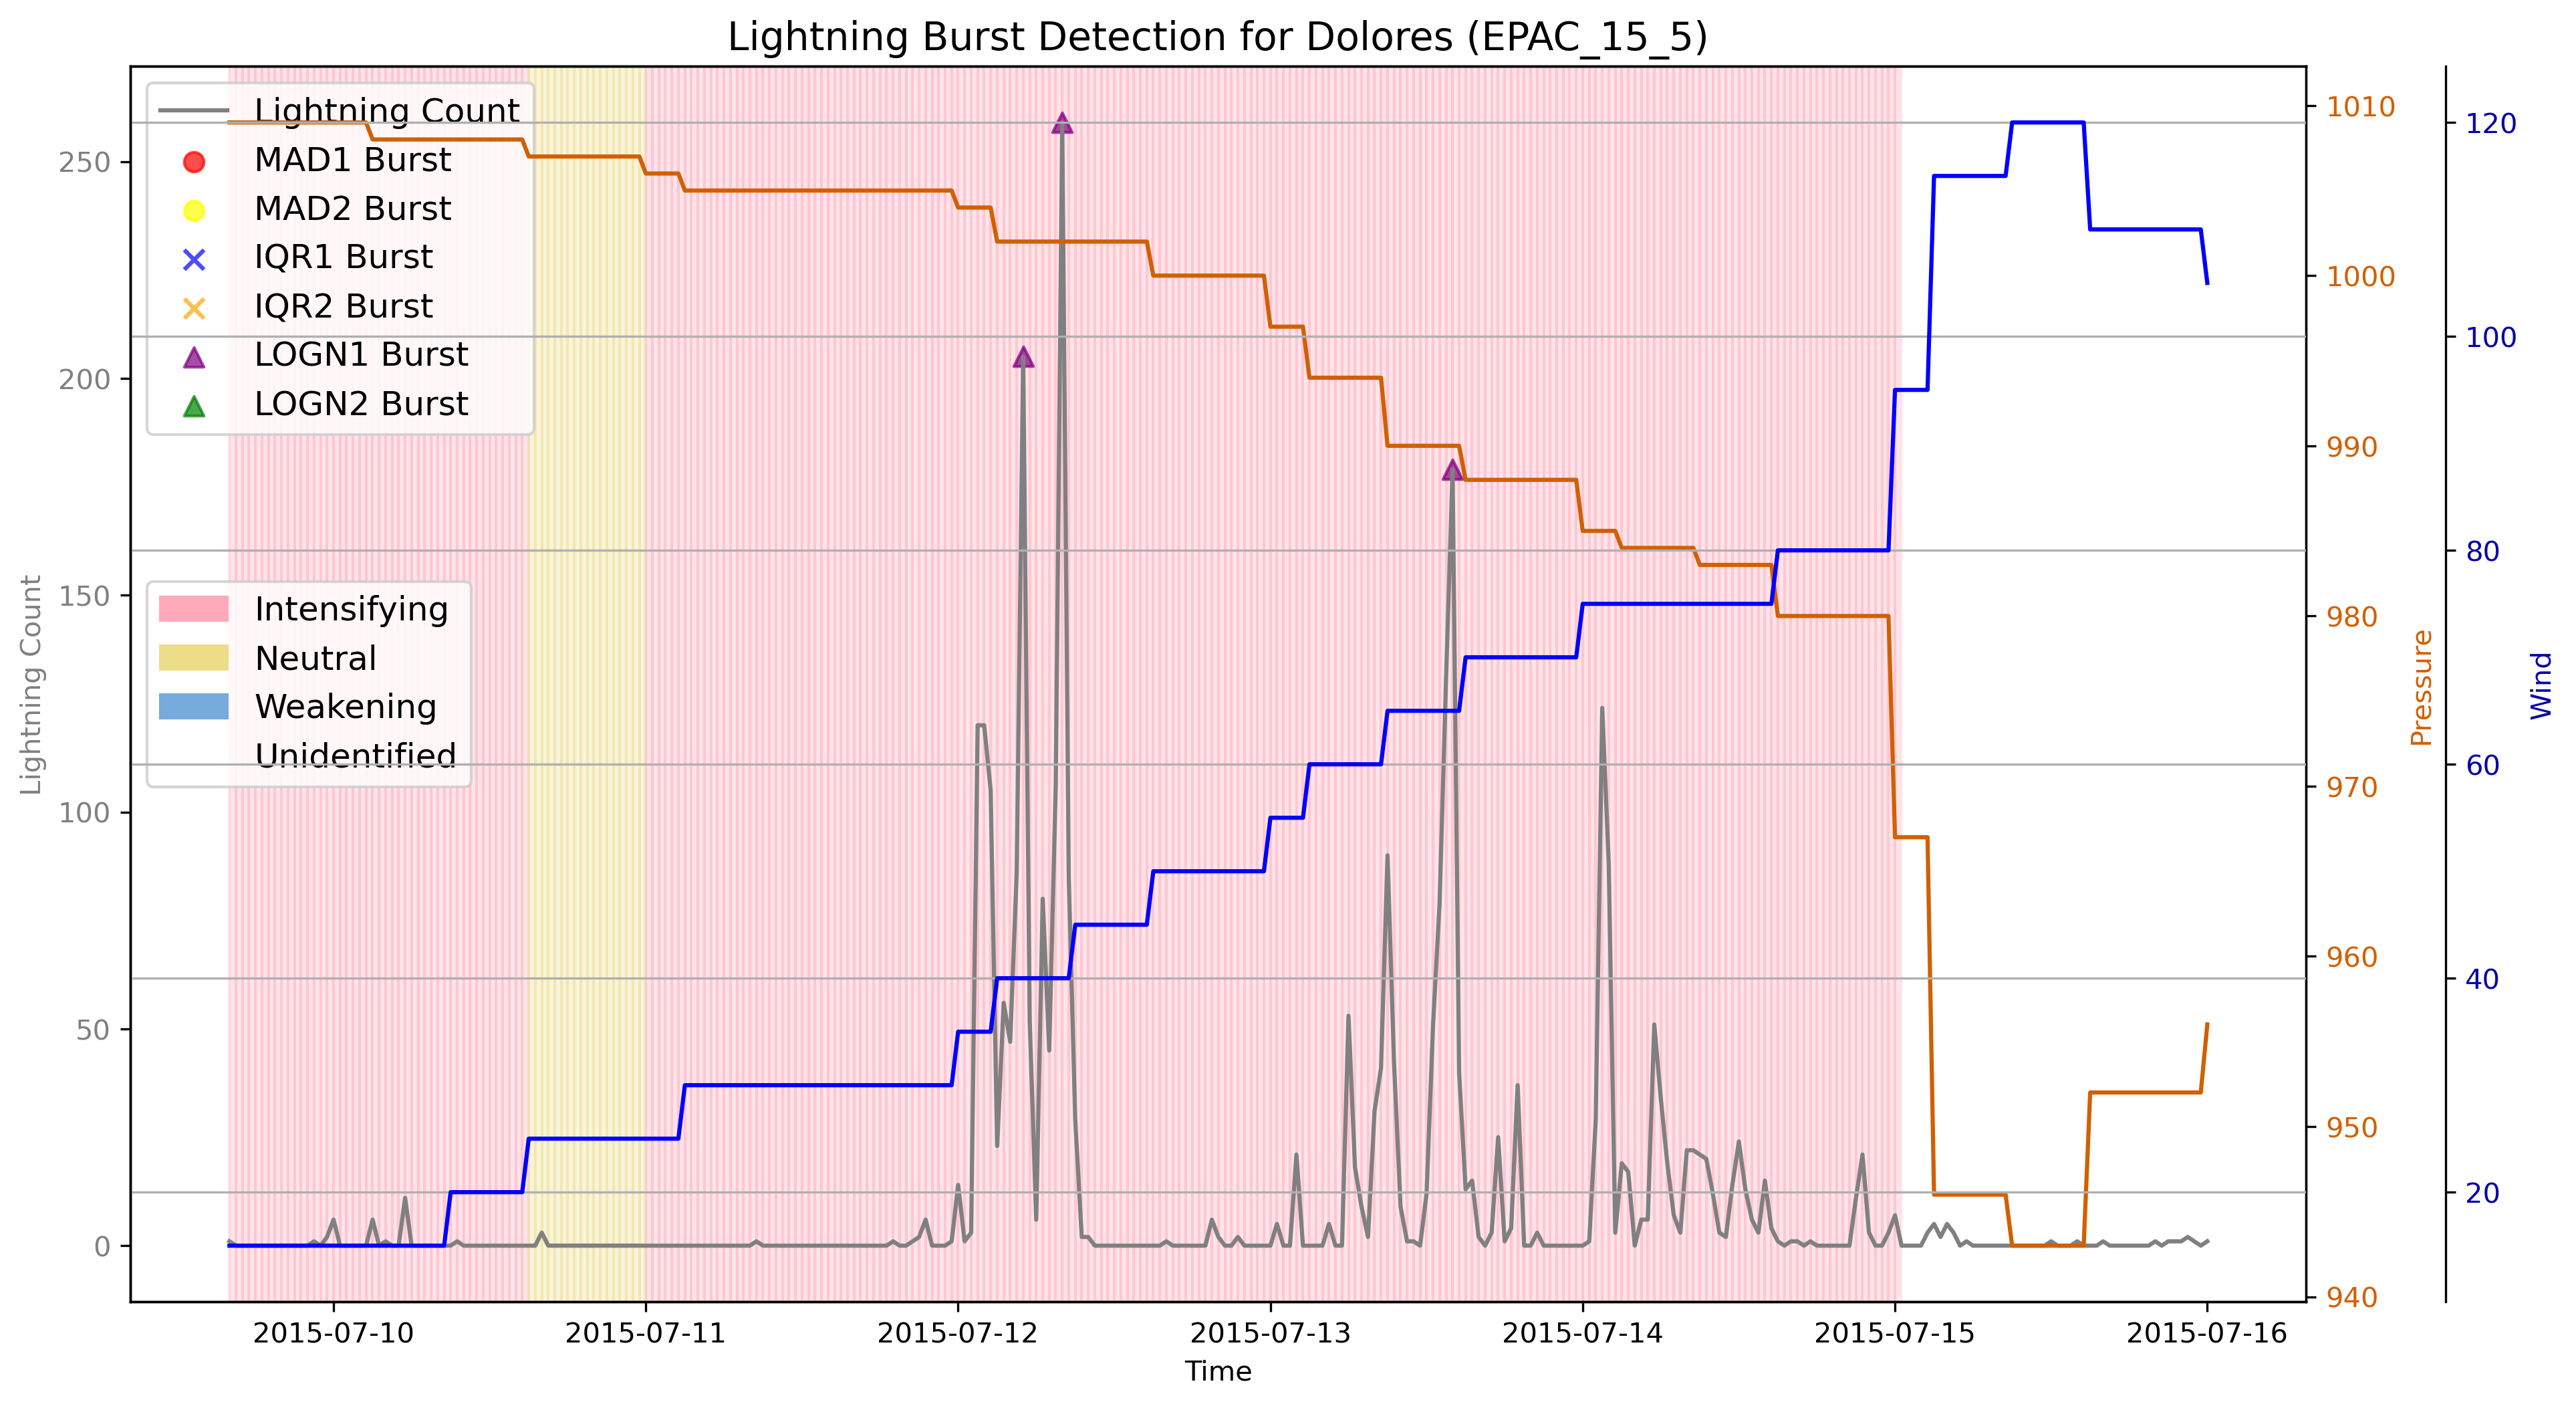 Lightning Burst Detection for Dolores (EPAC_15_5)
Lightning Count
MAD1 Burst
MAD2 Burst
IQR1 Burst
IQR2 Burst
LOGN1 Burst
LOGN2 Burst
Intensifying
Neutral
Weakening
Unidentified
Lightning Count
250
200
150
100
50
0
1010
1000
990
980
970
960
950
940
Pressure
120
100
80
60
40
20
Wind
2015-07-10 2015-07-11 2015-07-12 2015-07-13 2015-07-14 2015-07-15 2015-07-16
Time